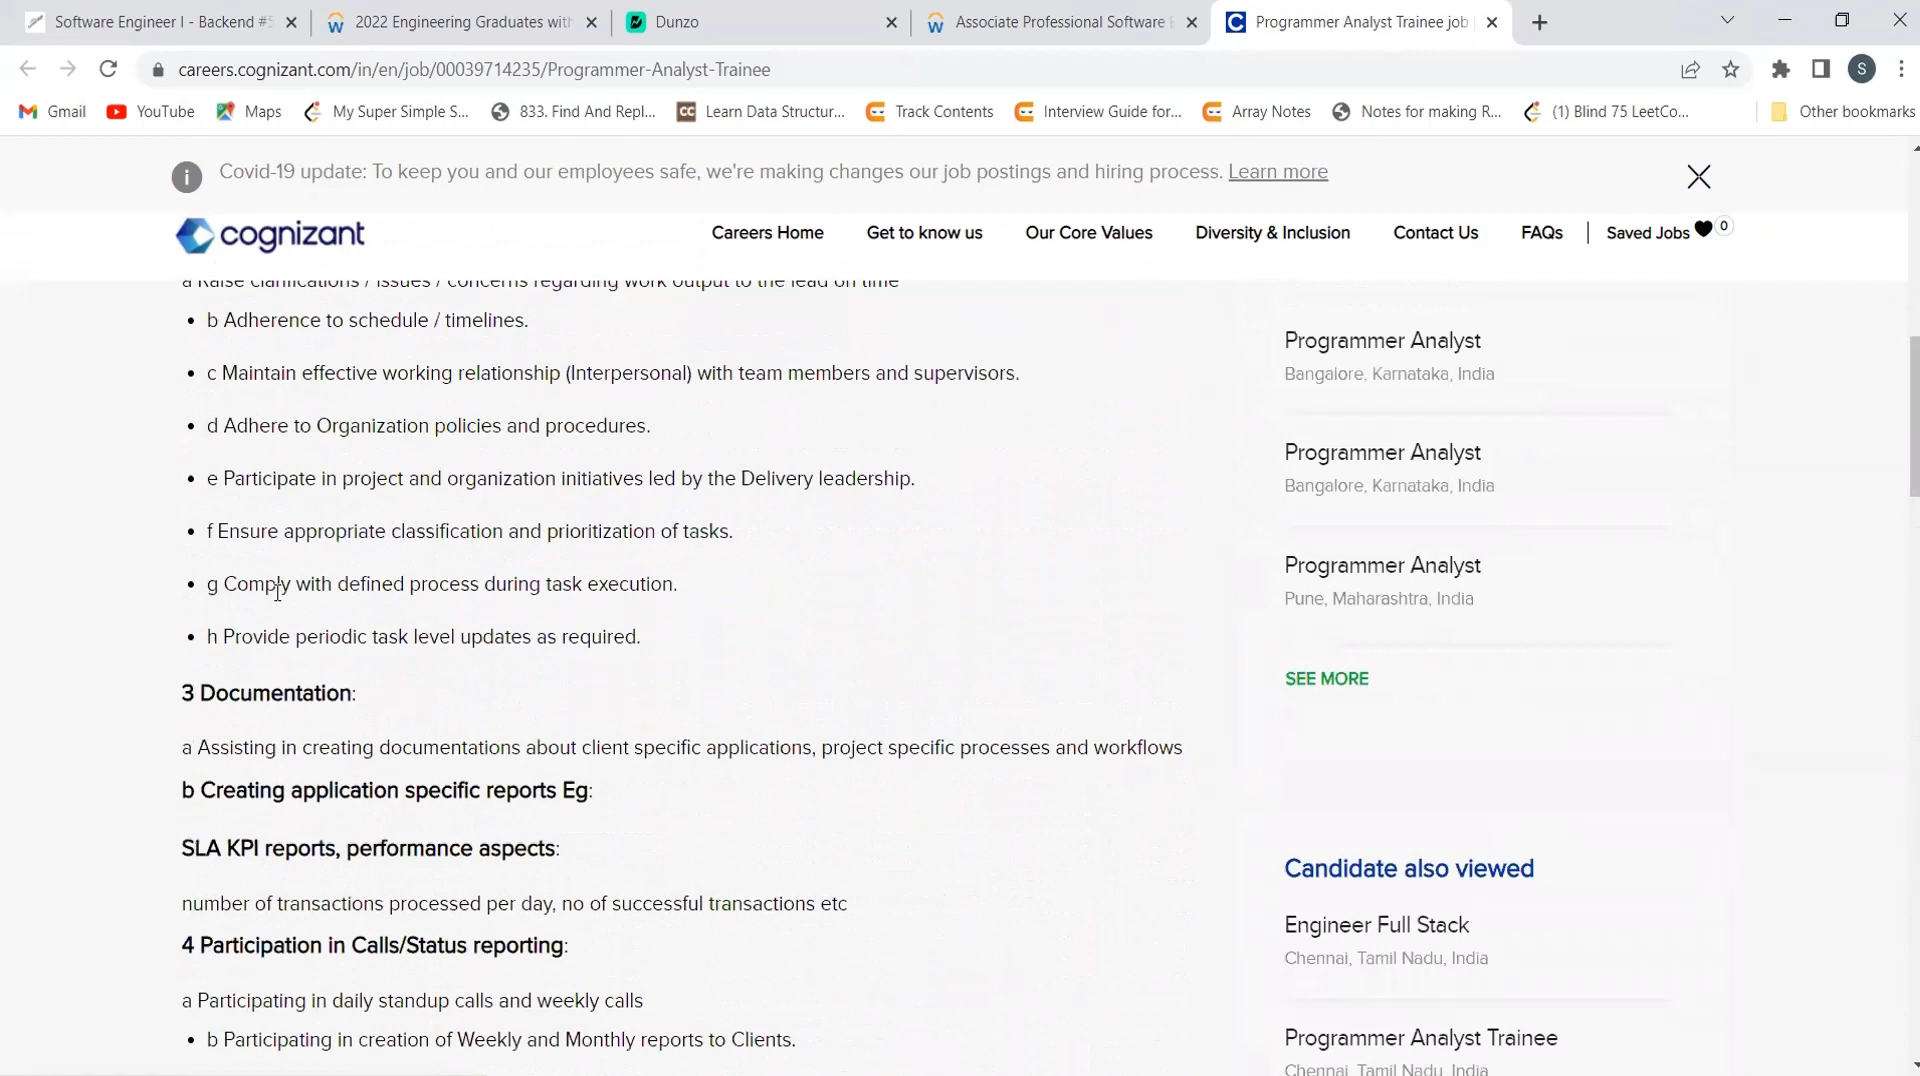 Software Engineer I - Backend #5
2022 Engineering Graduates with
Dunzo
Associate Professional Software E
Programmer Analyst Trainee job
careers.cognizant.com/in/en/job/00039714235/Programmer-Analyst-Trainee
S
Gmail
YouTube
Maps
My Super Simple S...
833. Find And Repl...
Learn Data Structur...
Track Contents
Interview Guide for...
Array Notes
Notes for making R...
(1) Blind 75 LeetCo...
Other bookmarks
Covid-19 update: To keep you and our employees safe, we're making changes our job postings and hiring process. Learn more
cognizant
Careers Home
Get to know us
Our Core Values
Diversity & Inclusion
Contact Us
FAQs
Saved Jobs 0
a Raise clarifications / issues / concerns regarding work output to the lead on time
• b Adherence to schedule / timelines.
• c Maintain effective working relationship (Interpersonal) with team members and supervisors.
• d Adhere to Organization policies and procedures.
• e Participate in project and organization initiatives led by the Delivery leadership.
• f Ensure appropriate classification and prioritization of tasks.
• g Comply with defined process during task execution.
• h Provide periodic task level updates as required.
3 Documentation:
a Assisting in creating documentations about client specific applications, project specific processes and workflows
b Creating application specific reports Eg:
SLA KPI reports, performance aspects:
number of transactions processed per day, no of successful transactions etc
4 Participation in Calls/Status reporting:
a Participating in daily standup calls and weekly calls
• b Participating in creation of Weekly and Monthly reports to Clients.
Programmer Analyst
Bangalore, Karnataka, India
Programmer Analyst
Bangalore, Karnataka, India
Programmer Analyst
Pune, Maharashtra, India
SEE MORE
Candidate also viewed
Engineer Full Stack
Chennai, Tamil Nadu, India
Programmer Analyst Trainee
Chennai, Tamil Nadu, India